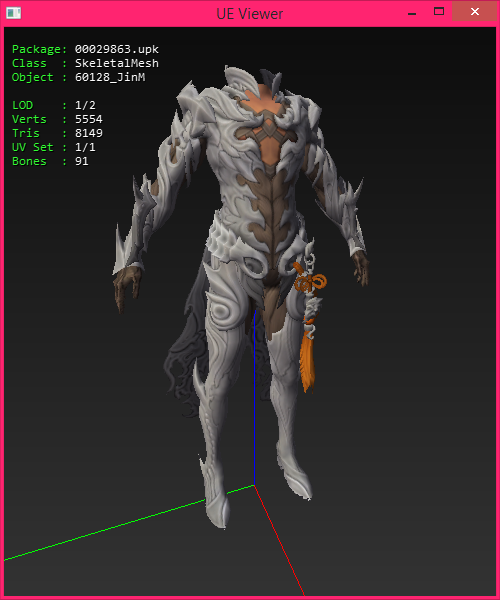 UE Viewer
Package: 00029863.upk
Class : SkeletalMesh
Object : 60128_JinM
LOD : 1/2
Verts : 5554
Tris : 8149
UV Set : 1/1
Bones : 91